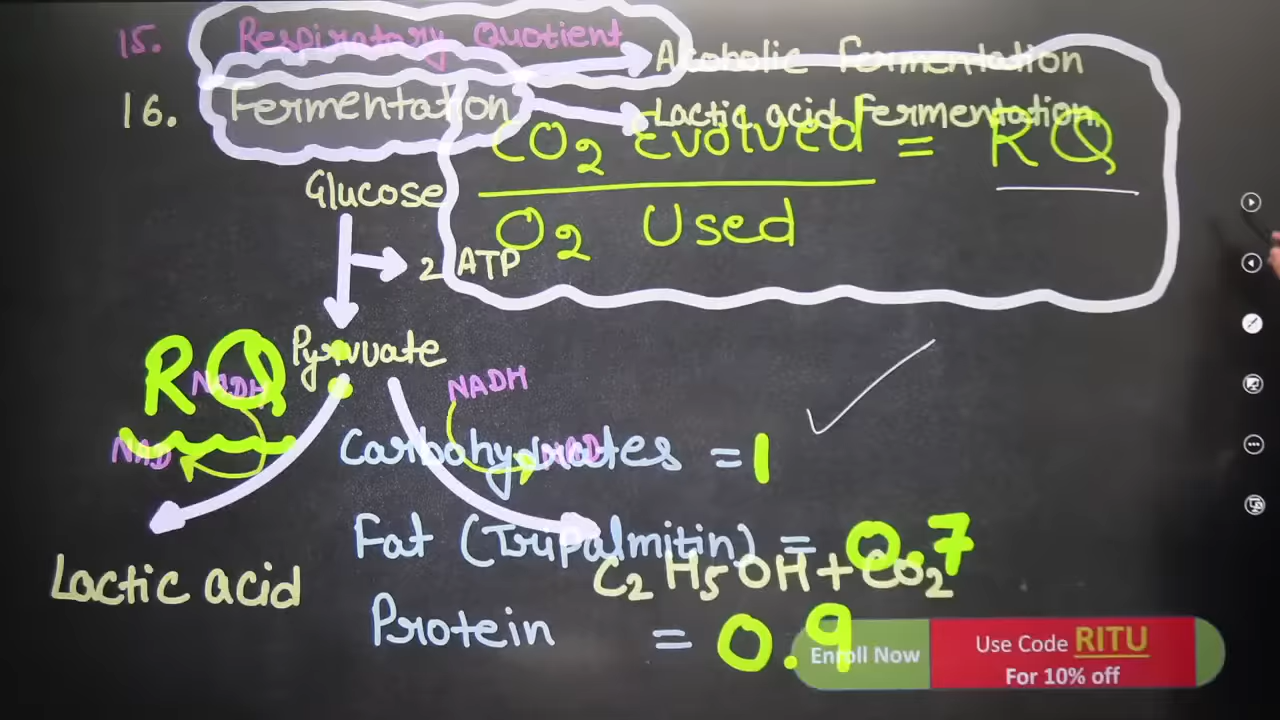 15. Respiratory Quotient
Alcoholic Fermentation
16. Fermentation
Lactic acid Fermentation
CO2 Evolved = RQ
O2 Used
Glucose
2 ATP
Pyruvate
RQ
NADH
NADH
NAD
NAD
Carbohydrates = 1
Fat (Tripalmitin) = 0.7
Lactic acid
C2H5OH + CO2
Protein = 0.9
Enroll Now
Use Code RITU
For 10% off